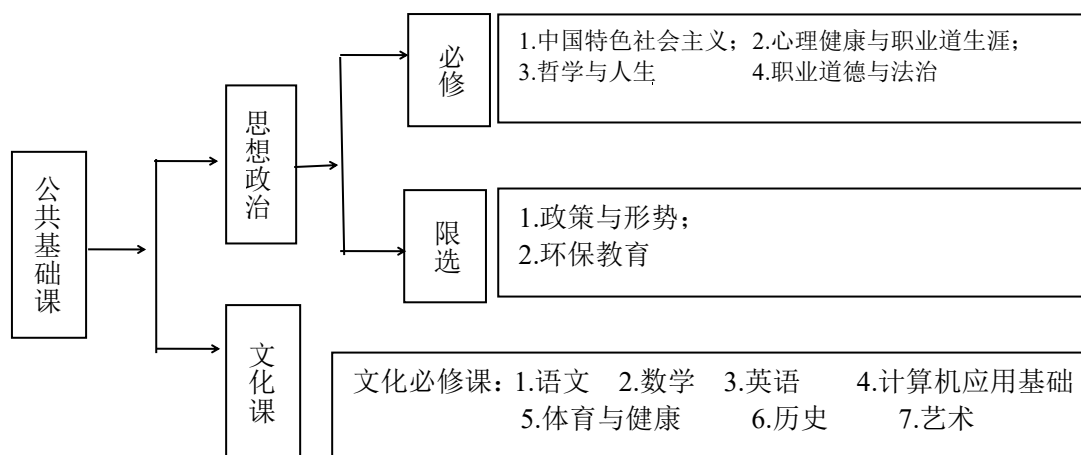 公共基础课
思想政治
必修
1.中国特色社会主义；2.心理健康与职业道生涯；
3.哲学与人生 4.职业道德与法治
限选
1.政策与形势；
2.环保教育
文化课
文化必修课：1.语文 2.数学 3.英语 4.计算机应用基础
5.体育与健康 6.历史 7.艺术